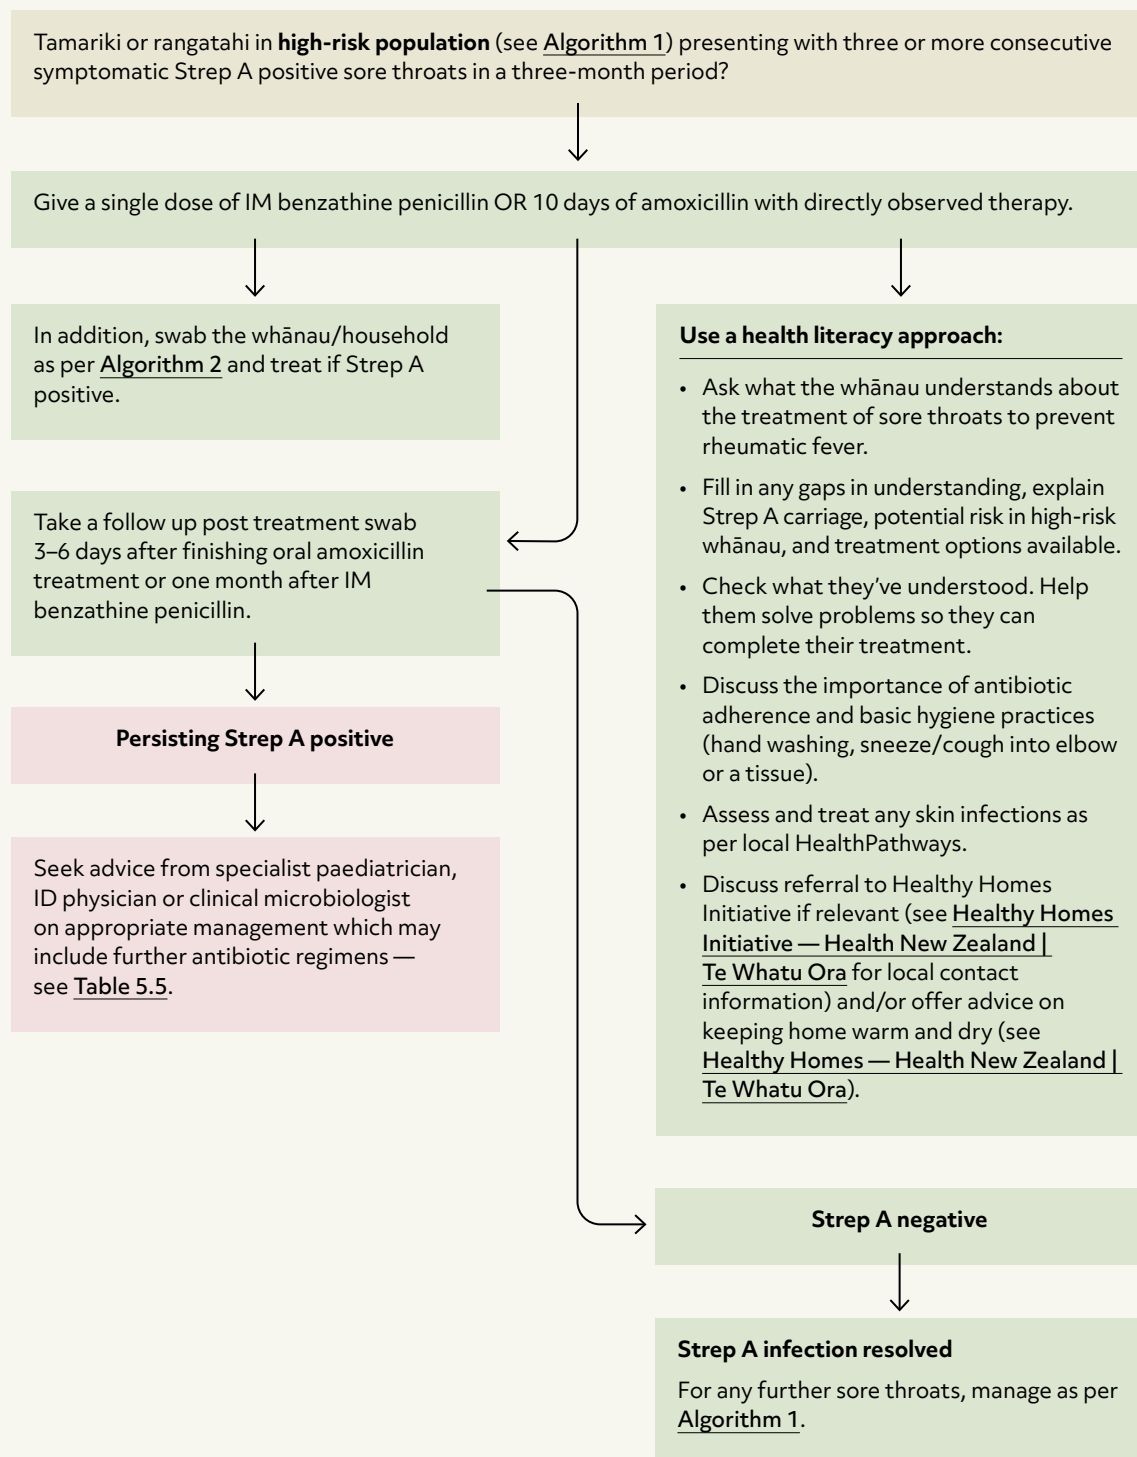 Tamariki or rangatahi in high-risk population (see Algorithm 1) presenting with three or more consecutive
symptomatic Strep A positive sore throats in a three-month period?
Give a single dose of IM benzathine penicillin OR 10 days of amoxicillin with directly observed therapy.
In addition, swab the whānau/household
as per Algorithm 2 and treat if Strep A
positive.
Take a follow up post treatment swab
3–6 days after finishing oral amoxicillin
treatment or one month after IM
benzathine penicillin.
Persisting Strep A positive
Seek advice from specialist paediatrician,
ID physician or clinical microbiologist
on appropriate management which may
include further antibiotic regimens —
see Table 5.5.
Use a health literacy approach:
• Ask what the whānau understands about
the treatment of sore throats to prevent
rheumatic fever.
• Fill in any gaps in understanding, explain
Strep A carriage, potential risk in high-risk
whānau, and treatment options available.
• Check what they’ve understood. Help
them solve problems so they can
complete their treatment.
• Discuss the importance of antibiotic
adherence and basic hygiene practices
(hand washing, sneeze/cough into elbow
or a tissue).
• Assess and treat any skin infections as
per local HealthPathways.
• Discuss referral to Healthy Homes
Initiative if relevant (see Healthy Homes
Initiative — Health New Zealand |
Te Whatu Ora for local contact
information) and/or offer advice on
keeping home warm and dry (see
Healthy Homes — Health New Zealand |
Te Whatu Ora).
Strep A negative
Strep A infection resolved
For any further sore throats, manage as per
Algorithm 1.